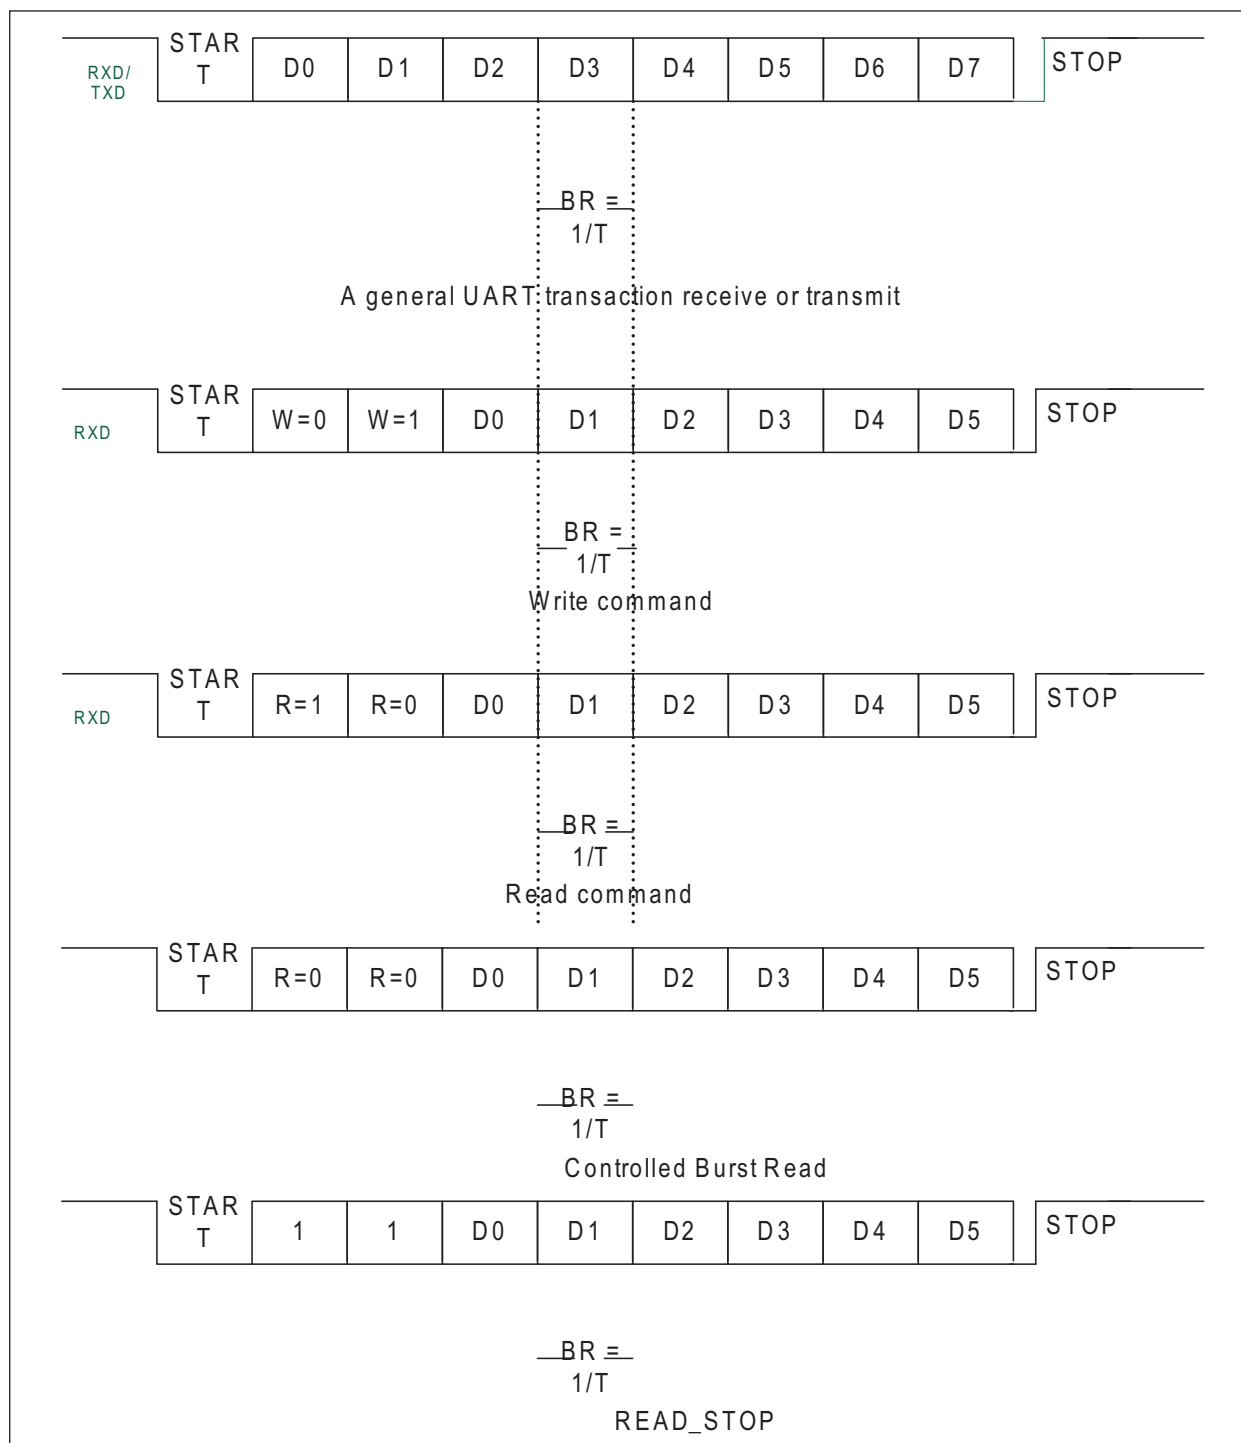 RXD/
TXD
STAR
T
D0 D1 D2 D3 D4 D5 D6 D7
STOP
BR =
1/T
A general UART transaction receive or transmit
RXD
STAR
T
W=0 W=1 D0 D1 D2 D3 D4 D5
STOP
BR =
1/T
Write command
RXD
STAR
T
R=1 R=0 D0 D1 D2 D3 D4 D5
STOP
BR =
1/T
Read command
STAR
T
R=0 R=0 D0 D1 D2 D3 D4 D5
STOP
BR =
1/T
Controlled Burst Read
STAR
T
1 1 D0 D1 D2 D3 D4 D5
STOP
BR =
1/T
READ_STOP